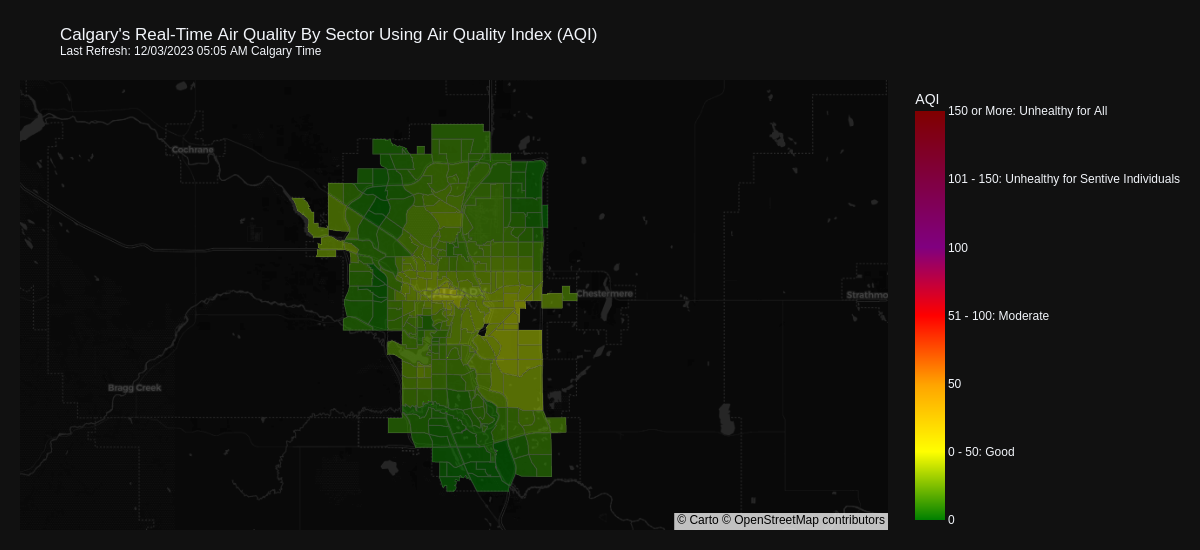 Calgary's Real-Time Air Quality By Sector Using Air Quality Index (AQI)
Last Refresh: 12/03/2023 05:05 AM Calgary Time
AQI
150 or More: Unhealthy for All
Cochrane
101 - 150: Unhealthy for Sentive Individuals
100
CALGARY
Chestermere
Strathmo
51 - 100: Moderate
50
Bragg Creek
0 - 50: Good
© Carto © OpenStreetMap contributors
0